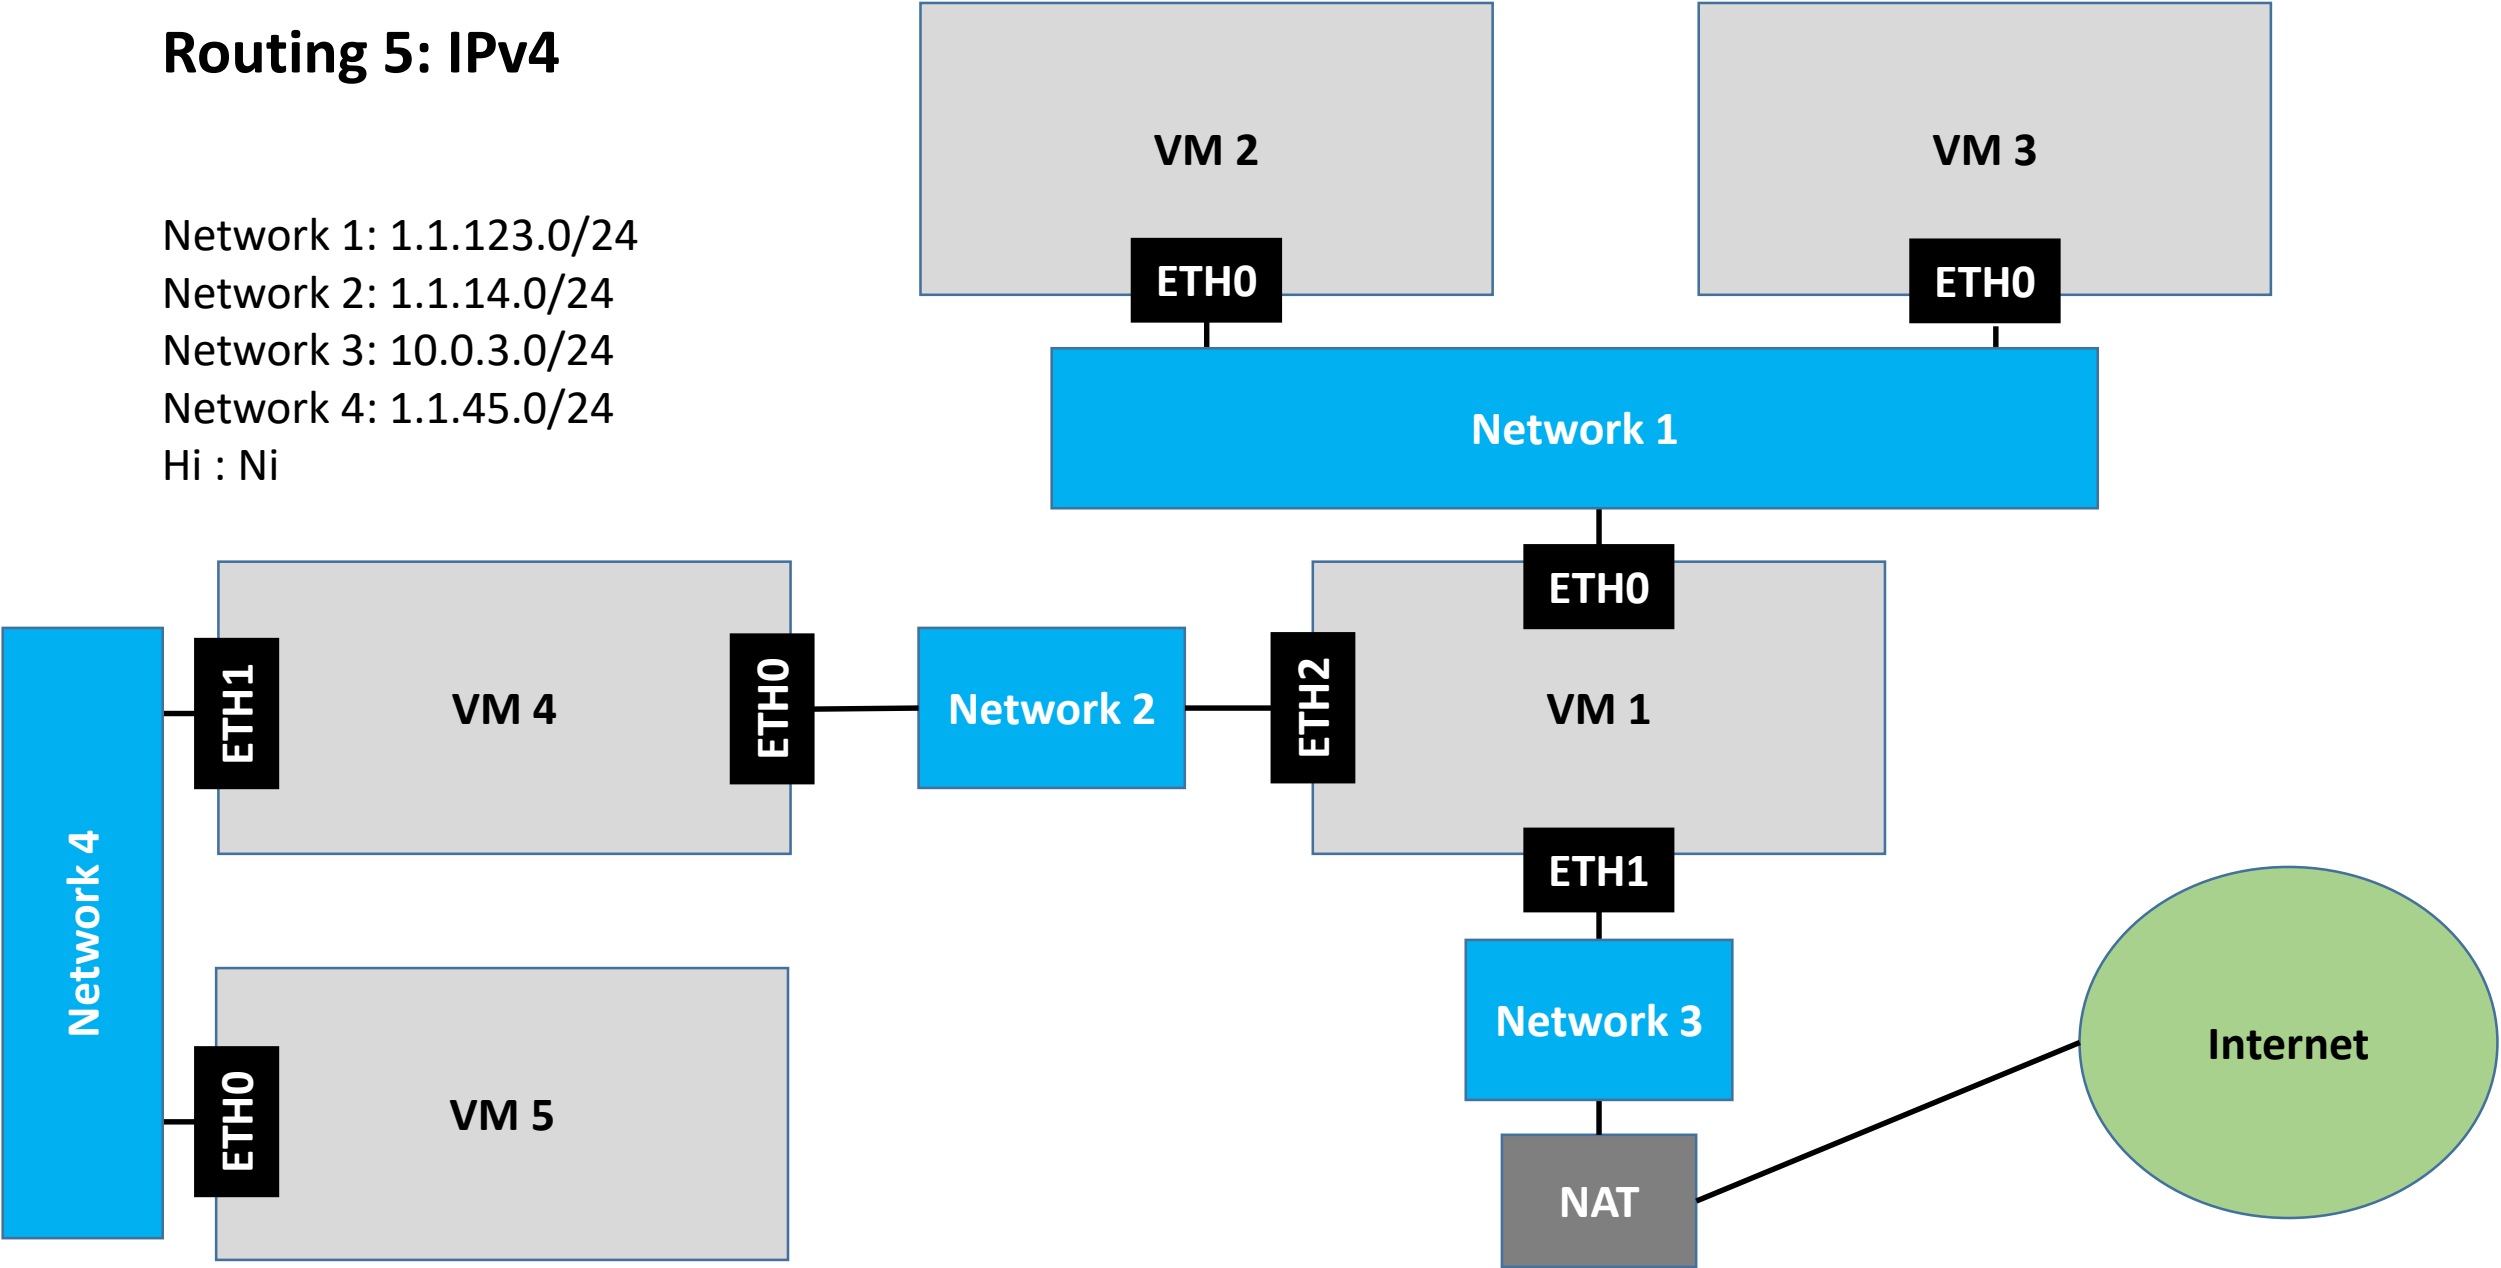 Routing 5: IPv4
Network 1: 1.1.123.0/24
Network 2: 1.1.14.0/24
Network 3: 10.0.3.0/24
Network 4: 1.1.45.0/24
Hi : Ni
VM 2
ETH0
VM 3
ETH0
Network 1
ETH0
VM 1
ETH2
ETH1
Network 2
ETH0
VM 4
ETH1
Network 4
ETH0
VM 5
Network 3
NAT
Internet